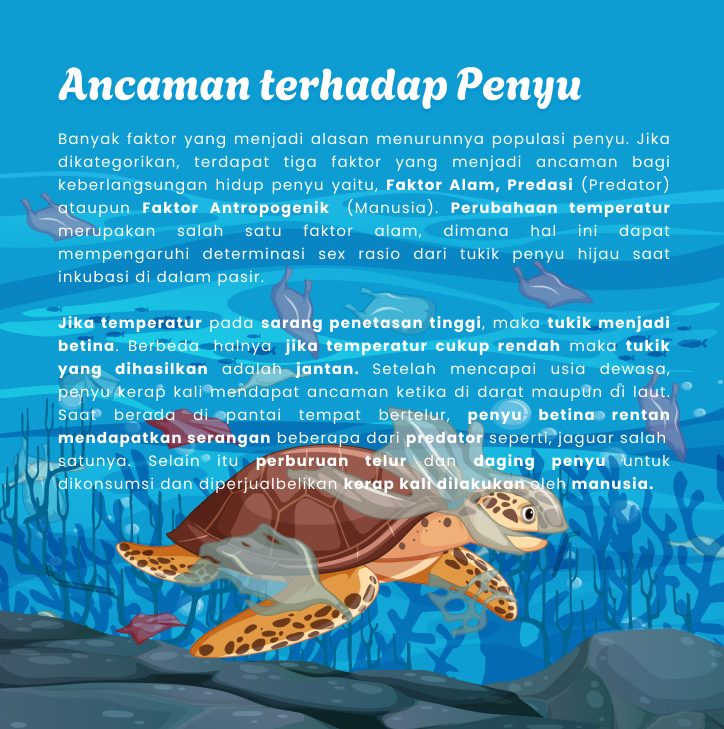 Ancaman terhadap Penyu
Banyak faktor yang menjadi alasan menurunnya populasi penyu. Jika
dikategorikan, terdapat tiga faktor yang menjadi ancaman bagi
keberlangsungan hidup penyu yaitu, Faktor Alam, Predasi (Predator)
ataupun Faktor Antropogenik (Manusia). Perubahaan temperatur
merupakan salah satu faktor alam, dimana hal ini dapat
mempengaruhi determinasi sex rasio dari tukik penyu hijau saat
inkubasi di dalam pasir.
Jika temperatur pada sarang penetasan tinggi, maka tukik menjadi
betina. Berbeda halnya jika temperatur cukup rendah maka tukik
yang dihasilkan adalah jantan. Setelah mencapai usia dewasa,
penyu kerap kali mendapat ancaman ketika di darat maupun di laut.
Saat berada di pantai tempat bertelur, penyu betina rentan
mendapatkan serangan beberapa dari predator seperti, jaguar salah
satunya. Selain itu perburuan telur dan daging penyu untuk
dikonsumsi dan diperjualbelikan kerap kali dilakukan oleh manusia.